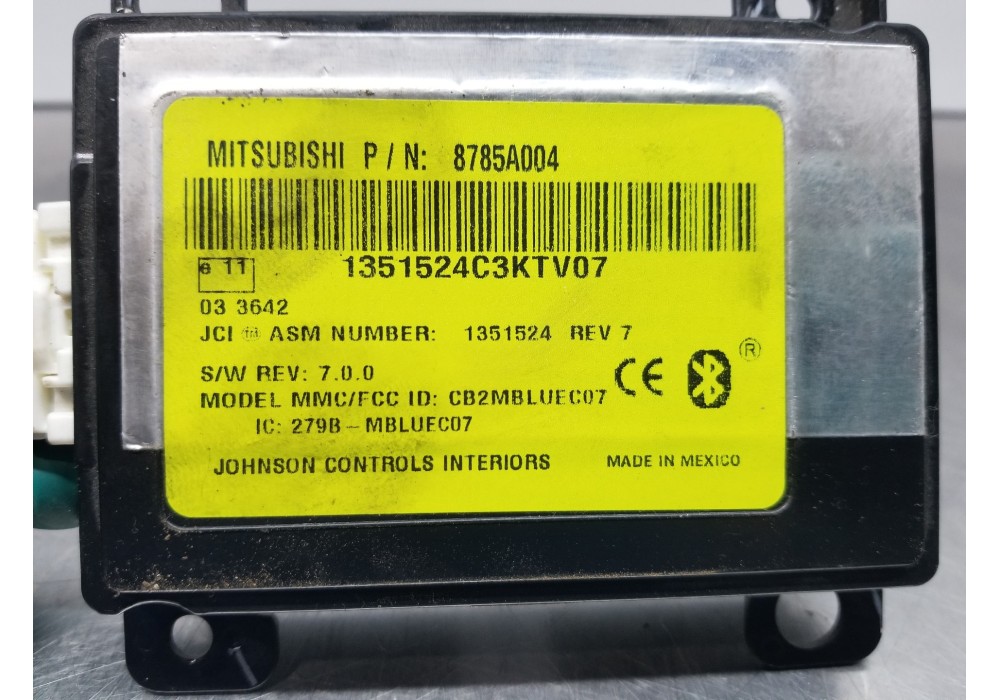 MITSUBISHI P / N: 8785A004
1351524C3KTV07
e 11
03 3642
JCI ASM NUMBER: 1351524 REV 7
S/W REV: 7.0.0
CE ®
MODEL MMC/FCC ID: CB2MBLUEC07
IC: 279B-MBLUEC07
JOHNSON CONTROLS INTERIORS MADE IN MEXICO